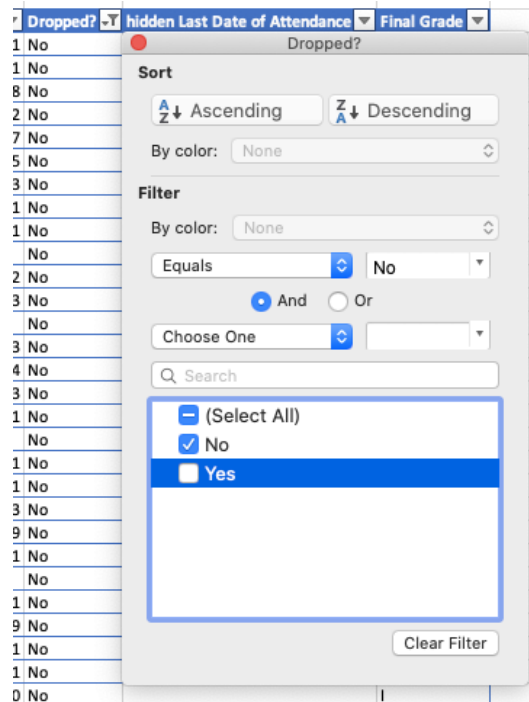 Dropped? hidden Last Date of Attendance Final Grade
1 No
Dropped?
1 No
Sort
8 No
2 No
A Z Ascending Z A Descending
7 No
By color: None
5 No
3 No
Filter
1 No
1 No
By color: None
No
Equals No
2 No
3 No
And Or
No
Choose One
3 No
4 No
Search
3 No
1 No
(Select All)
No
No
1 No
Yes
1 No
3 No
9 No
1 No
No
1 No
9 No
1 No
Clear Filter
1 No
0 No
I